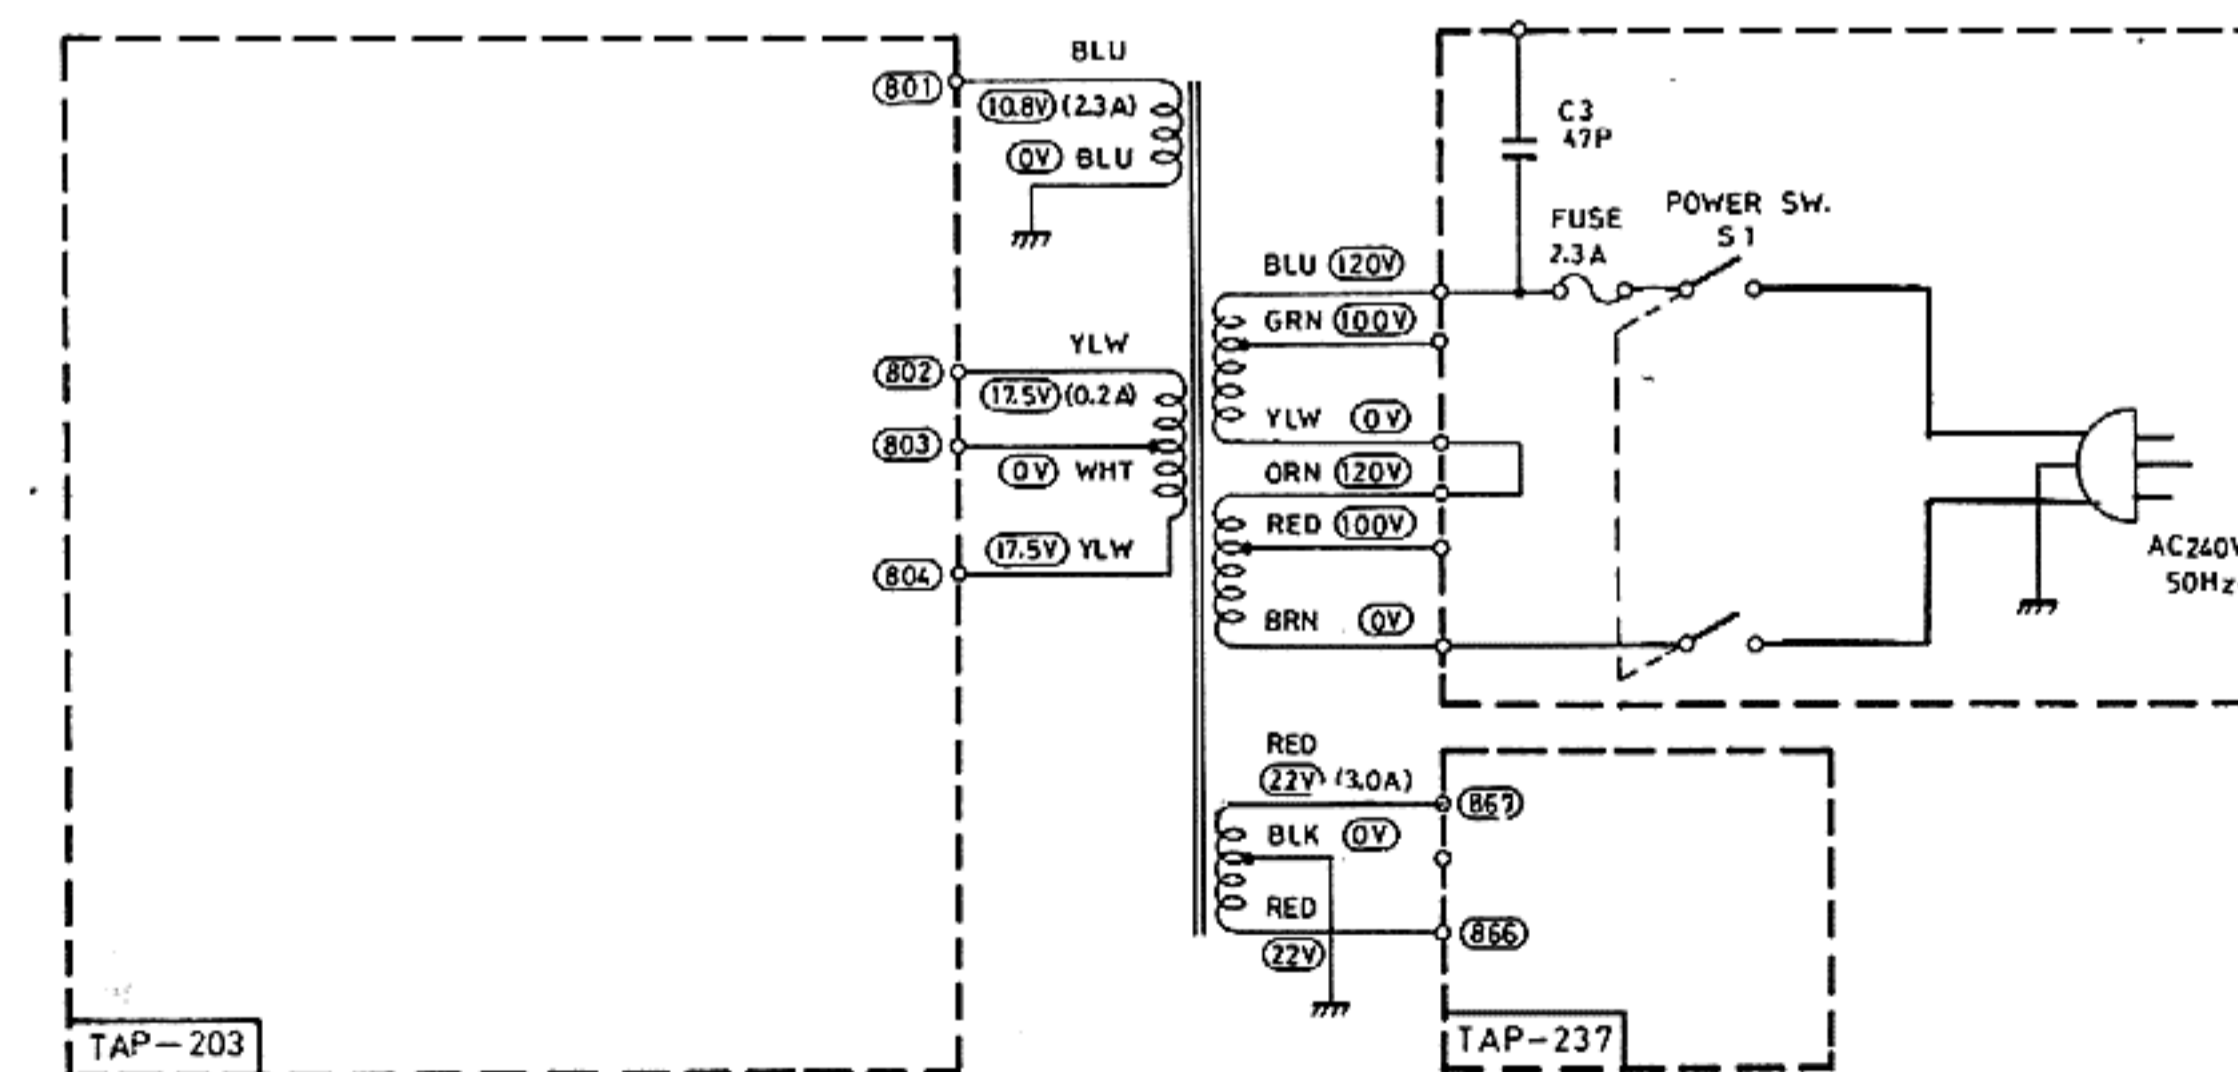 BLU
801
10.8V (2.3A)
0V BLU
C3
47P
FUSE
2.3A
POWER SW.
S1
BLU 120V
GRN 100V
YLW 0V
ORN 120V
RED 100V
BRN 0V
YLW
802
17.5V (0.2A)
803
0V WHT
17.5V YLW
804
AC240V
50Hz
RED
22V (3.0A)
867
BLK 0V
RED
866
22V
TAP-203
TAP-237